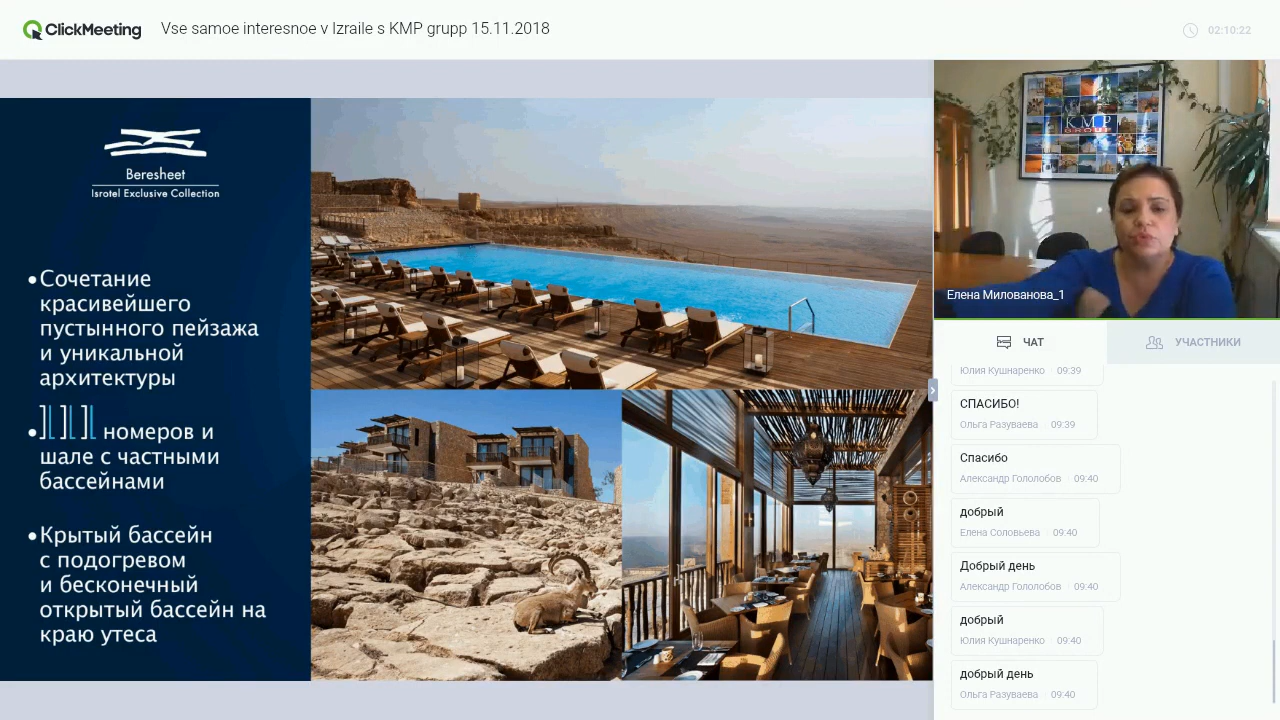 ClickMeeting
Vse samoe interesnoe v Izraile s KMP grupp 15.11.2018
02:10:22
Beresheet
Isrotel Exclusive Collection
•Сочетание
красивейшего
пустынного пейзажа
и уникальной
архитектуры
• номеров и
шале с частными
бассейнами
•Крытый бассейн
с подогревом
и бесконечный
открытый бассейн на
краю утеса
KMP
GROUP
Елена Милованова_1
ЧАТ
УЧАСТНИКИ
Юлия Кушнаренко 09:39
СПАСИБО!
Ольга Разуваева 09:39
Спасибо
Александр Гололобов 09:40
добрый
Елена Соловьева 09:40
Добрый день
Александр Гололобов 09:40
добрый
Юлия Кушнаренко 09:40
добрый день
Ольга Разуваева 09:40